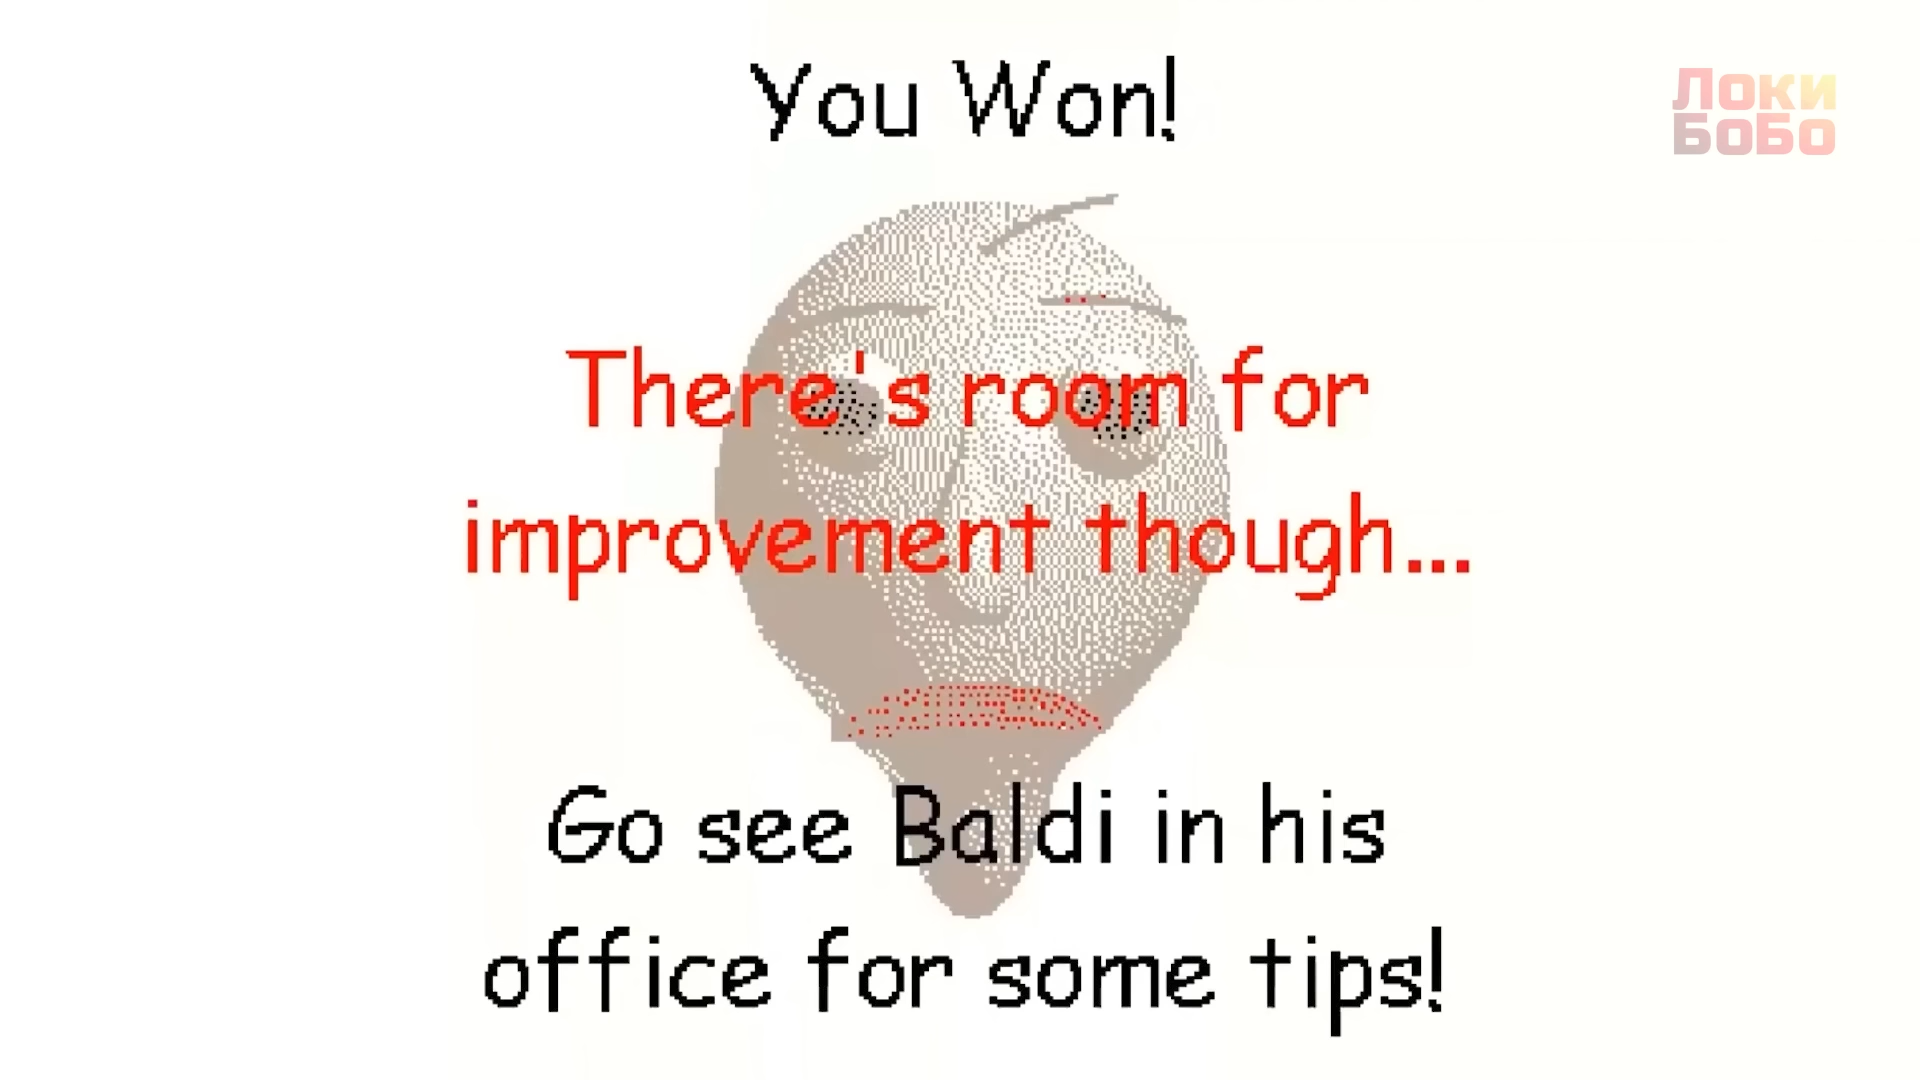 You Won!
Локи
БоБо
There's room for
improvement though...
Go see Baldi in his
office for some tips!